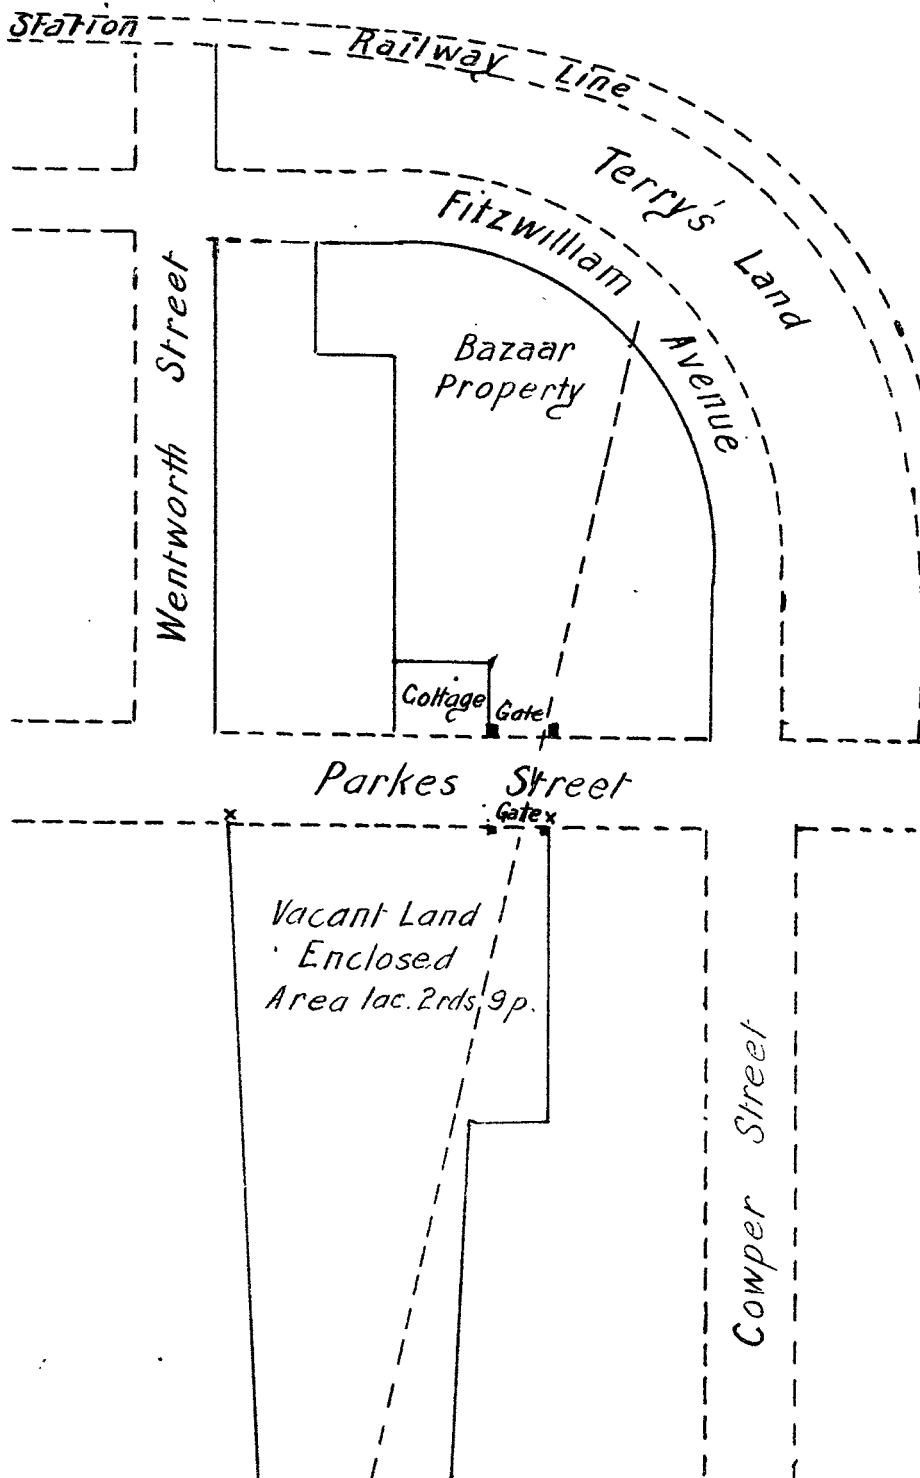 Station
Railway Line
Terry's Land
Fitzwilliam Avenue
Wentworth Street
Bazaar
Property
Cottage
Gate
Parkes Street
x
Gate x
Vacant Land
Enclosed
Area 1ac. 2rds. 9p.
Cowper Street